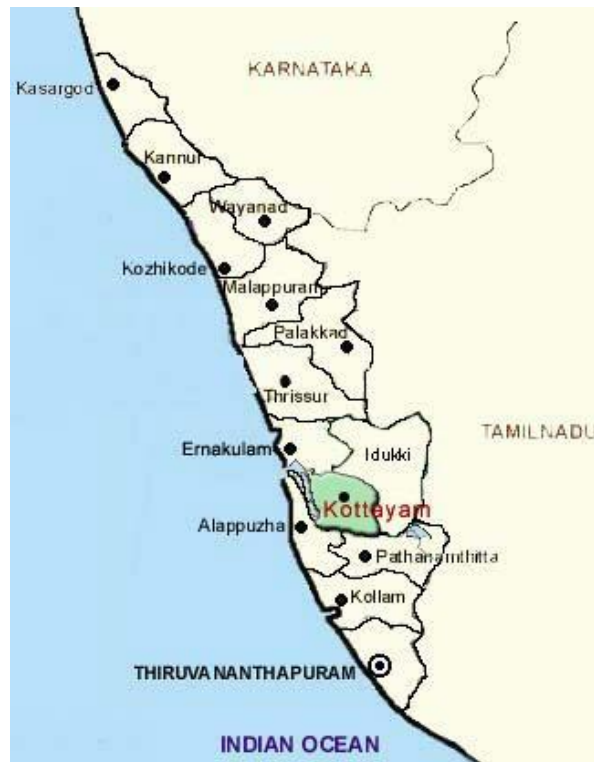 KARNATAKA
Kasargod
Kannur
Wayanad
Kozhikode
Malappuram
Palakkad
Thrissur
TAMILNADU
Ernakulam
Idukki
Kottayam
Alappuzha
Pathanamthitta
Kollam
THIRUVANANTHAPURAM
INDIAN OCEAN